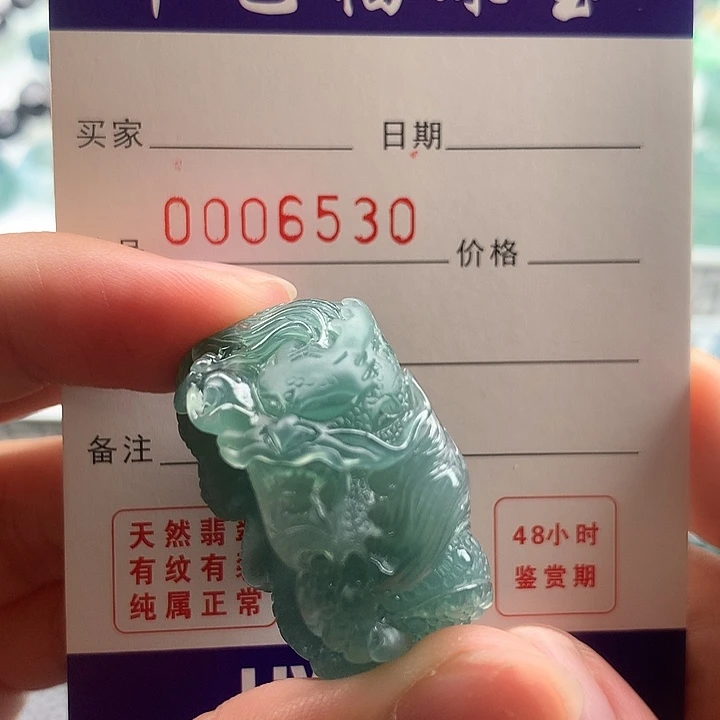 买家 日期
0006530
价格
备注
天然翡
有纹有
纯属正常
48小时
鉴赏期